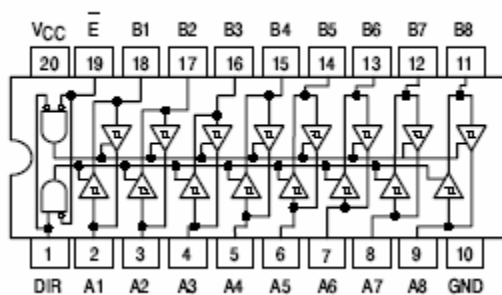 VCC E B1 B2 B3 B4 B5 B6 B7 B8
20 19 18 17 16 15 14 13 12 11
1 2 3 4 5 6 7 8 9 10
DIR A1 A2 A3 A4 A5 A6 A7 A8 GND